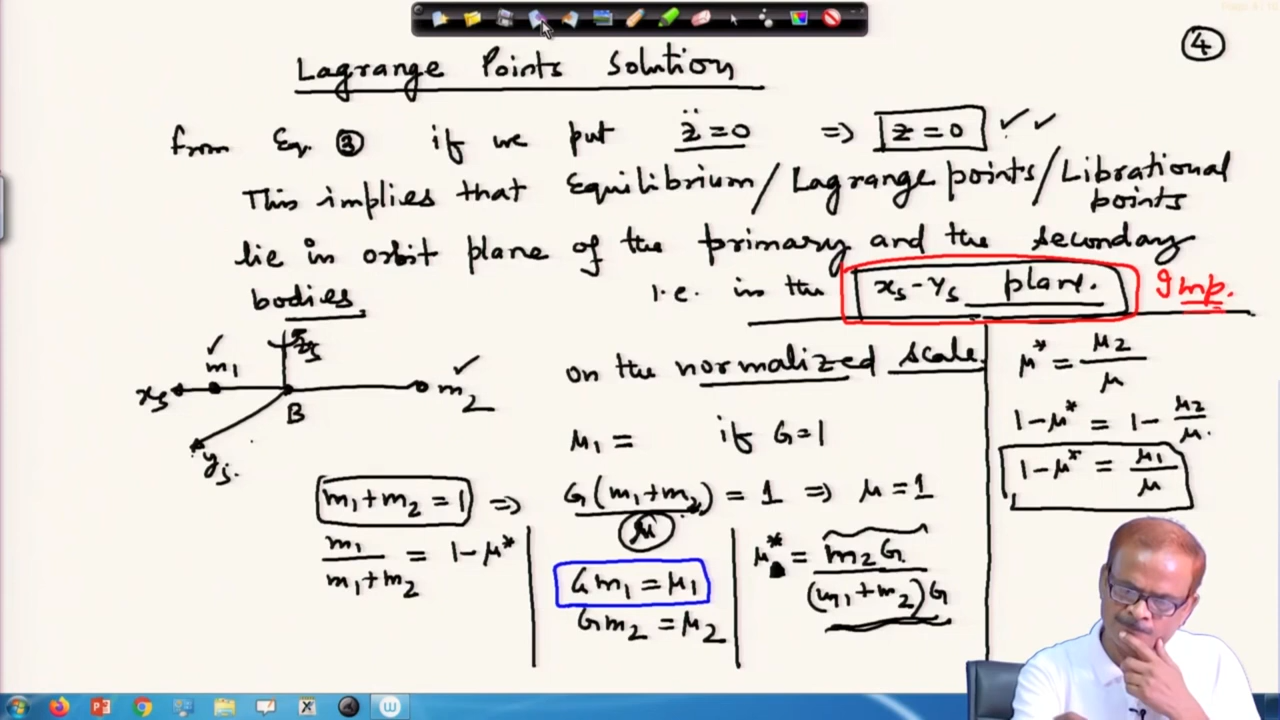 ④
Lagrange Points Solution
from Eq. ③ if we put z̈=0 ⇒ z=0 ✓✓
This implies that Equilibrium/Lagrange points/Librational points
lie in orbit plane of the primary and the secondary
bodies i.e. in the xₛ-yₛ plane. Imp.
m₁
xₛ
B
m₂
yₛ
on the normalized scale.
μ₁ = if G=1
m₁+m₂=1 ⇒ G(m₁+m₂) = 1 ⇒ μ=1
μ
m₁/(m₁+m₂) = 1-μ*
Gm₁=μ₁
Gm₂=μ₂
μ* = m₂G/(m₁+m₂)G
μ* = μ₂/μ
1-μ* = 1-μ₂/μ.
1-μ* = μ₁/μ